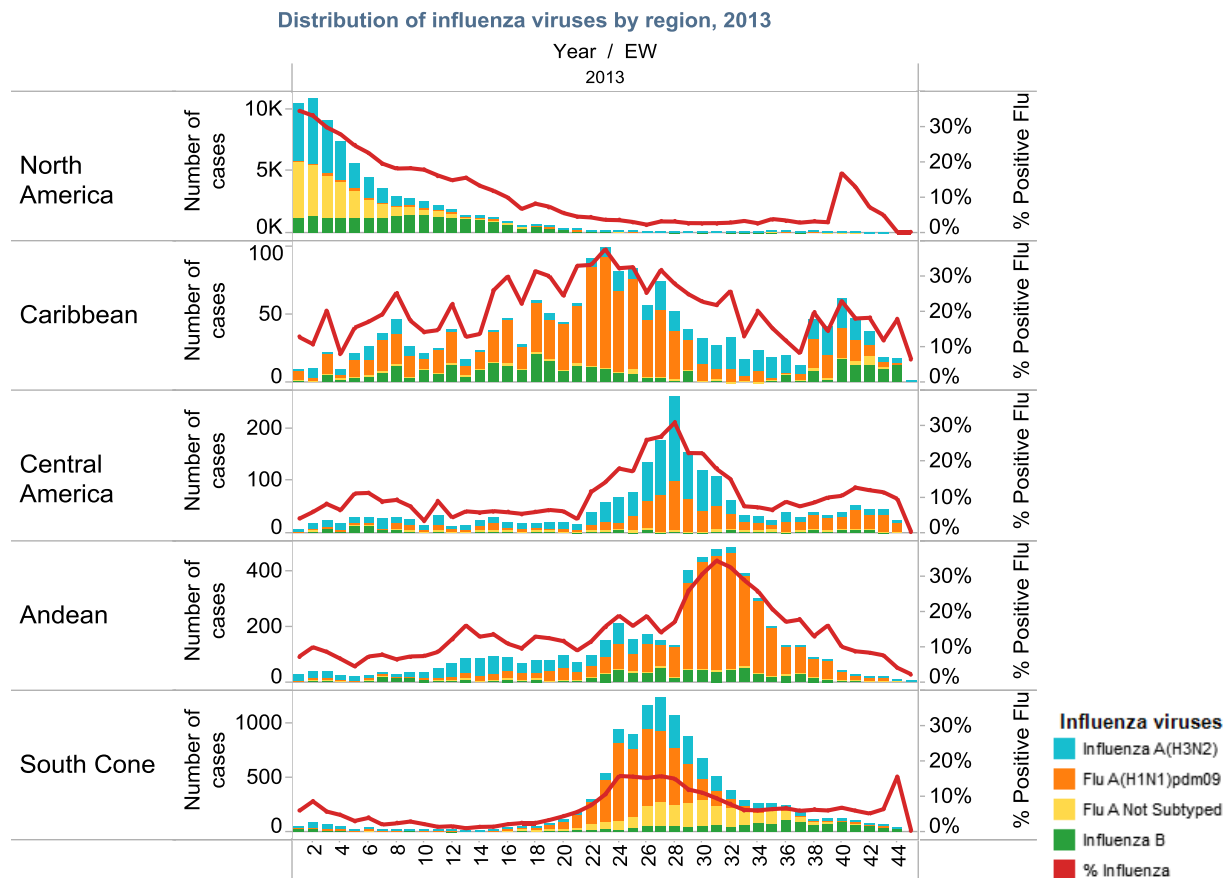 Distribution of influenza viruses by region, 2013
Year / EW
2013
North
America
Number of
cases
10K
5K
0K
30%
20%
10%
0%
% Positive Flu
Caribbean
Number of
cases
100
50
0
30%
20%
10%
0%
% Positive Flu
Central
America
Number of
cases
200
100
0
30%
20%
10%
0%
% Positive Flu
Andean
Number of
cases
400
200
0
30%
20%
10%
0%
% Positive Flu
South Cone
Number of
cases
1000
500
0
30%
20%
10%
0%
% Positive Flu
2 4 6 8 10 12 14 16 18 20 22 24 26 28 30 32 34 36 38 40 42 44
Influenza viruses
Influenza A(H3N2)
Flu A(H1N1)pdm09
Flu A Not Subtyped
Influenza B
% Influenza